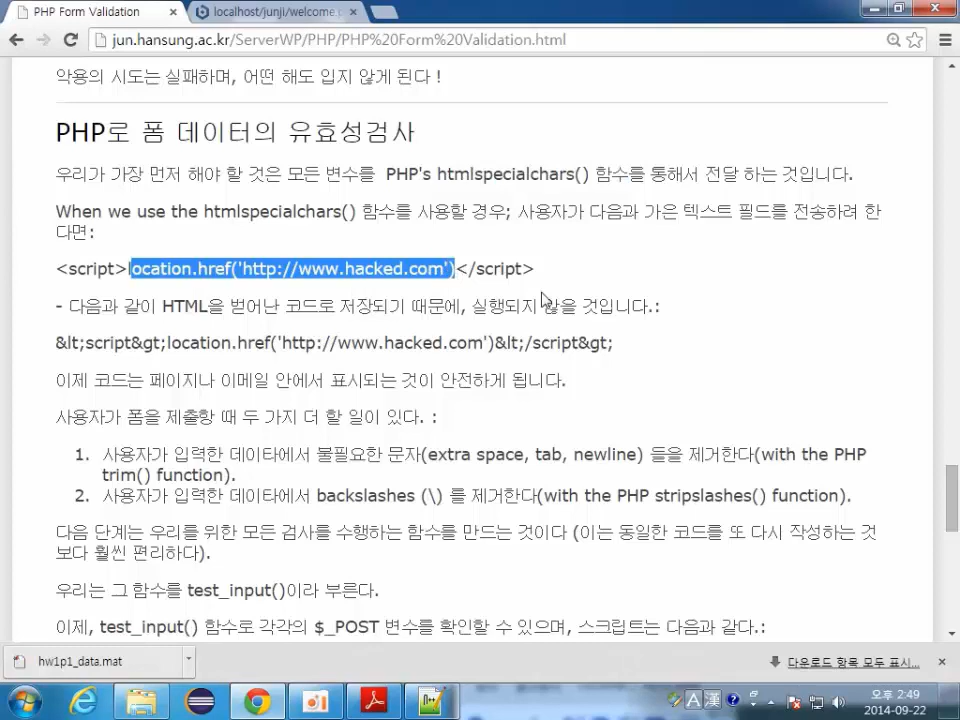 PHP Form Validation
localhost/junji/welcome.p
jun.hansung.ac.kr/ServerWP/PHP/PHP%20Form%20Validation.html
악용의 시도는 실패하며, 어떤 해도 입지 않게 된다 !
PHP로 폼 데이터의 유효성검사
우리가 가장 먼저 해야 할 것은 모든 변수를 PHP's htmlspecialchars() 함수를 통해서 전달 하는 것입니다.
When we use the htmlspecialchars() 함수를 사용할 경우; 사용자가 다음과 가은 텍스트 필드를 전송하려 한
다면:
<script>location.href('http://www.hacked.com')</script>
- 다음과 같이 HTML을 벋어난 코드로 저장되기 때문에, 실행되지 않을 것입니다.:
&lt;script&gt;location.href('http://www.hacked.com')&lt;/script&gt;
이제 코드는 페이지나 이메일 안에서 표시되는 것이 안전하게 됩니다.
사용자가 폼을 제출항 때 두 가지 더 할 일이 있다. :
1. 사용자가 입력한 데이타에서 불필요한 문자(extra space, tab, newline) 들을 제거한다(with the PHP
trim() function).
2. 사용자가 입력한 데이타에서 backslashes (\) 를 제거한다(with the PHP stripslashes() function).
다음 단계는 우리를 위한 모든 검사를 수행하는 함수를 만드는 것이다 (이는 동일한 코드를 또 다시 작성하는 것
보다 훨씬 편리하다).
우리는 그 함수를 test_input()이라 부른다.
이제, test_input() 함수로 각각의 $_POST 변수를 확인할 수 있으며, 스크립트는 다음과 같다.:
hw1p1_data.mat
다운로드 항목 모두 표시...
A 漢
오후 2:49
2014-09-22